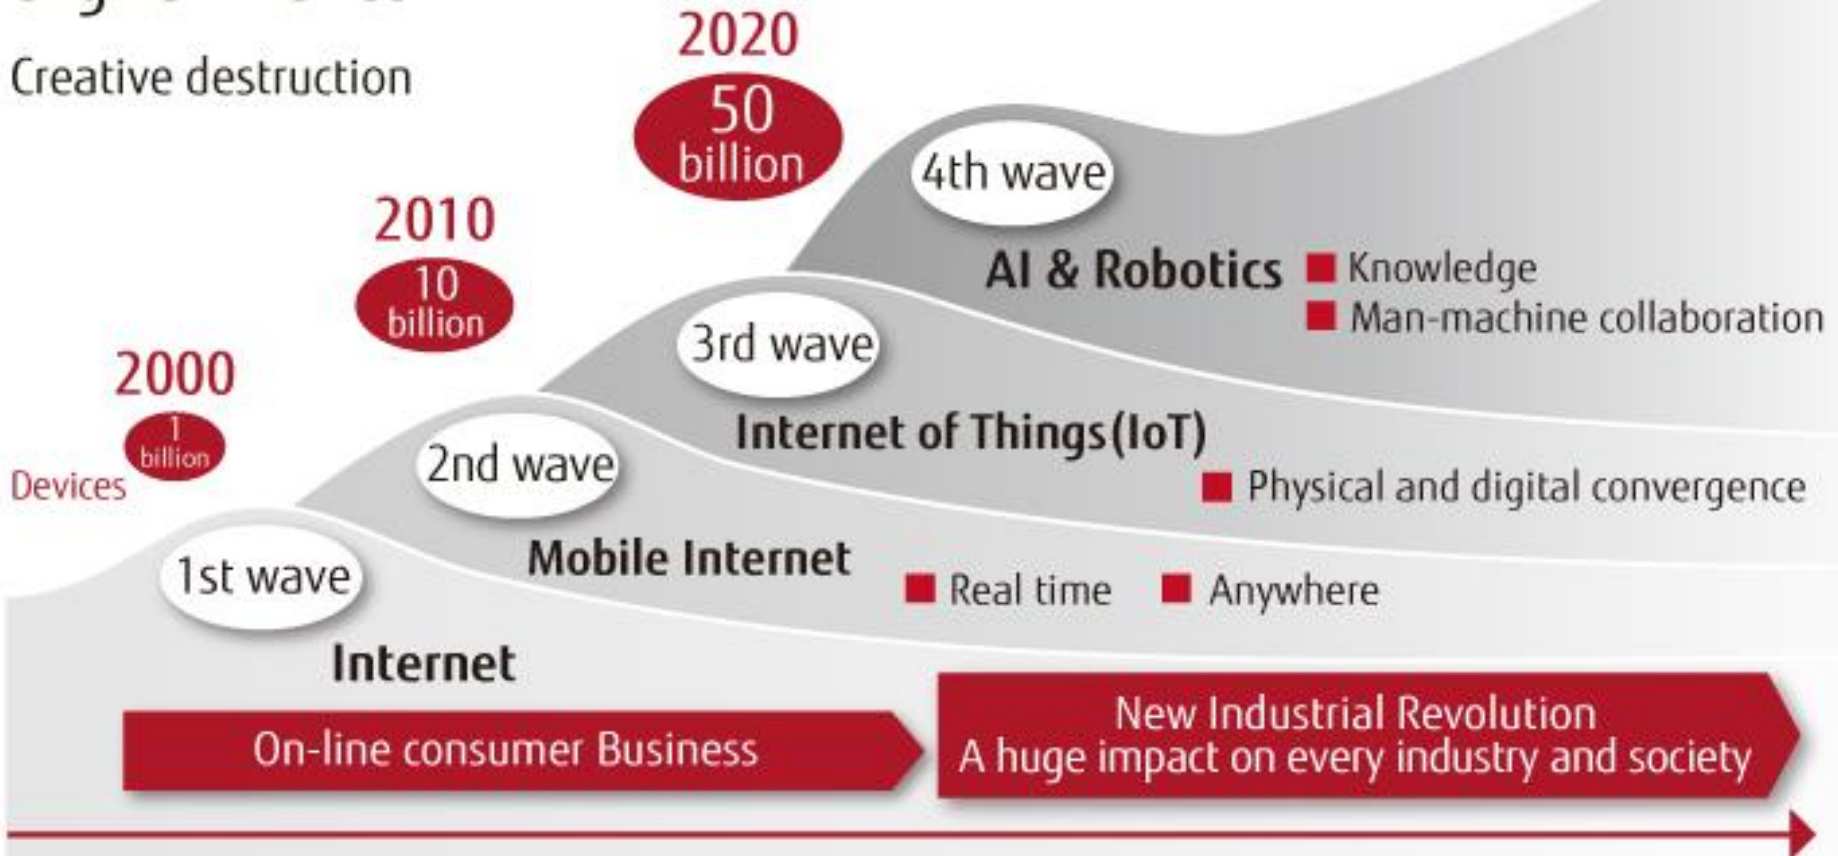 Creative destruction
2020
50
billion
4th wave
AI & Robotics
■ Knowledge
■ Man-machine collaboration
2010
10
billion
3rd wave
Internet of Things(IoT)
■ Physical and digital convergence
2000
1
billion
Devices
2nd wave
Mobile Internet
■ Real time ■ Anywhere
1st wave
Internet
On-line consumer Business
New Industrial Revolution
A huge impact on every industry and society